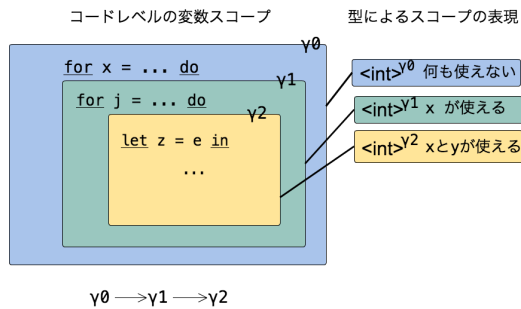 コードレベルの変数スコープ
型によるスコープの表現
γ0
for x = ... do
γ1
for j = ... do
γ2
let z = e in
...
<int>γ0 何も使えない
<int>γ1 x が使える
<int>γ2 xとyが使える
γ0 → γ1 → γ2